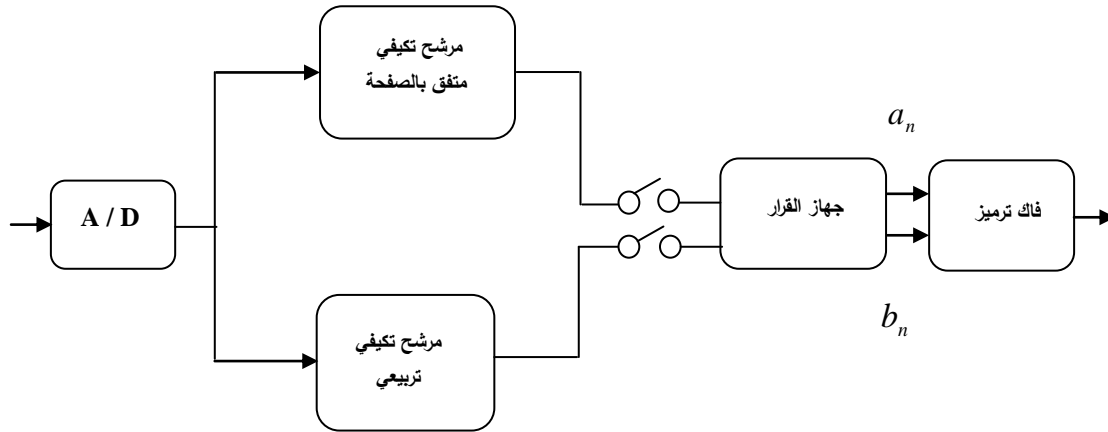 مرشح تكيفي
متفق بالصفحة
a_n
A / D
جهاز القرار
فاك ترميز
مرشح تكيفي
تربيعي
b_n